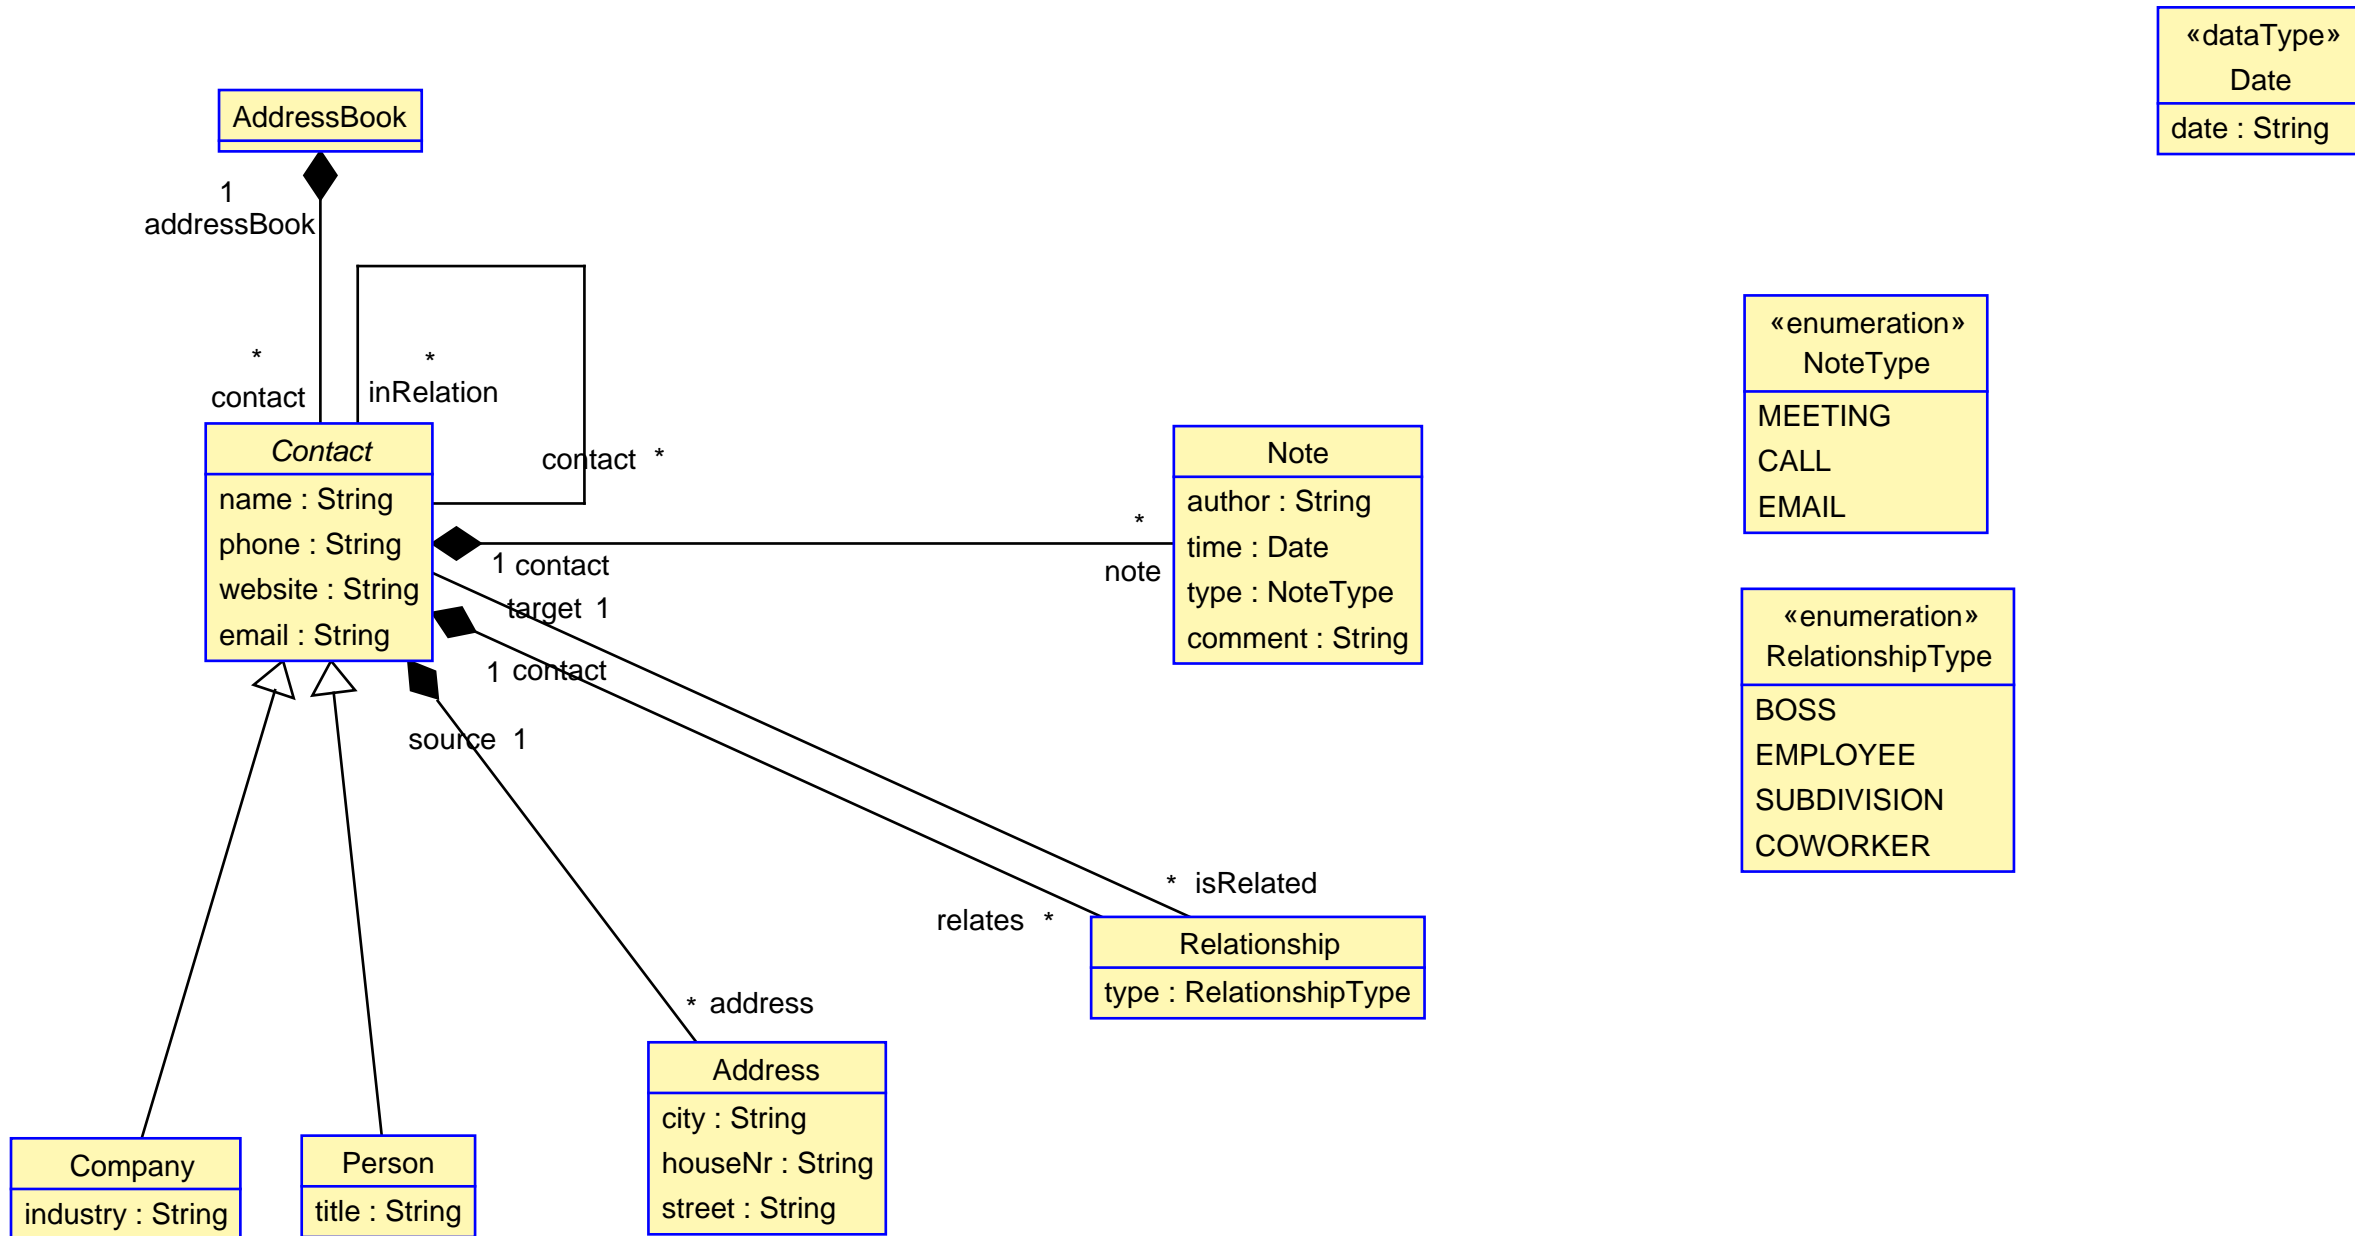 «dataType»
Date
date : String
AddressBook
1
addressBook
*
contact
*
inRelation
contact *
Contact
name : String
phone : String
website : String
email : String
1 contact
*
note
Note
author : String
time : Date
type : NoteType
comment : String
«enumeration»
NoteType
MEETING
CALL
EMAIL
«enumeration»
RelationshipType
BOSS
EMPLOYEE
SUBDIVISION
COWORKER
target 1
1 contact
source 1
* isRelated
relates *
Relationship
type : RelationshipType
* address
Address
city : String
houseNr : String
street : String
Company
industry : String
Person
title : String